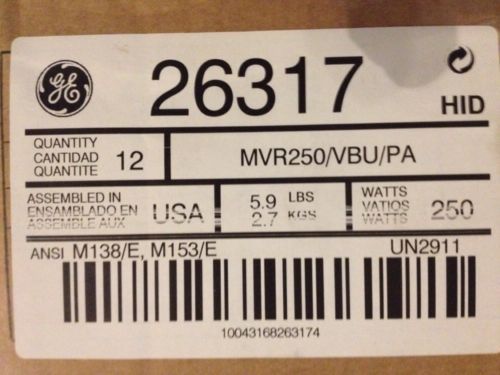 GE
26317
HID
QUANTITY
CANTIDAD
QUANTITE
12
MVR250/VBU/PA
ASSEMBLED IN
ENSAMBLADO EN
ASSEMBLE AUX
USA
5.9 LBS
2.7 KGS
WATTS
VATIOS
WATTS
250
ANSI M138/E, M153/E
UN2911
10043168263174